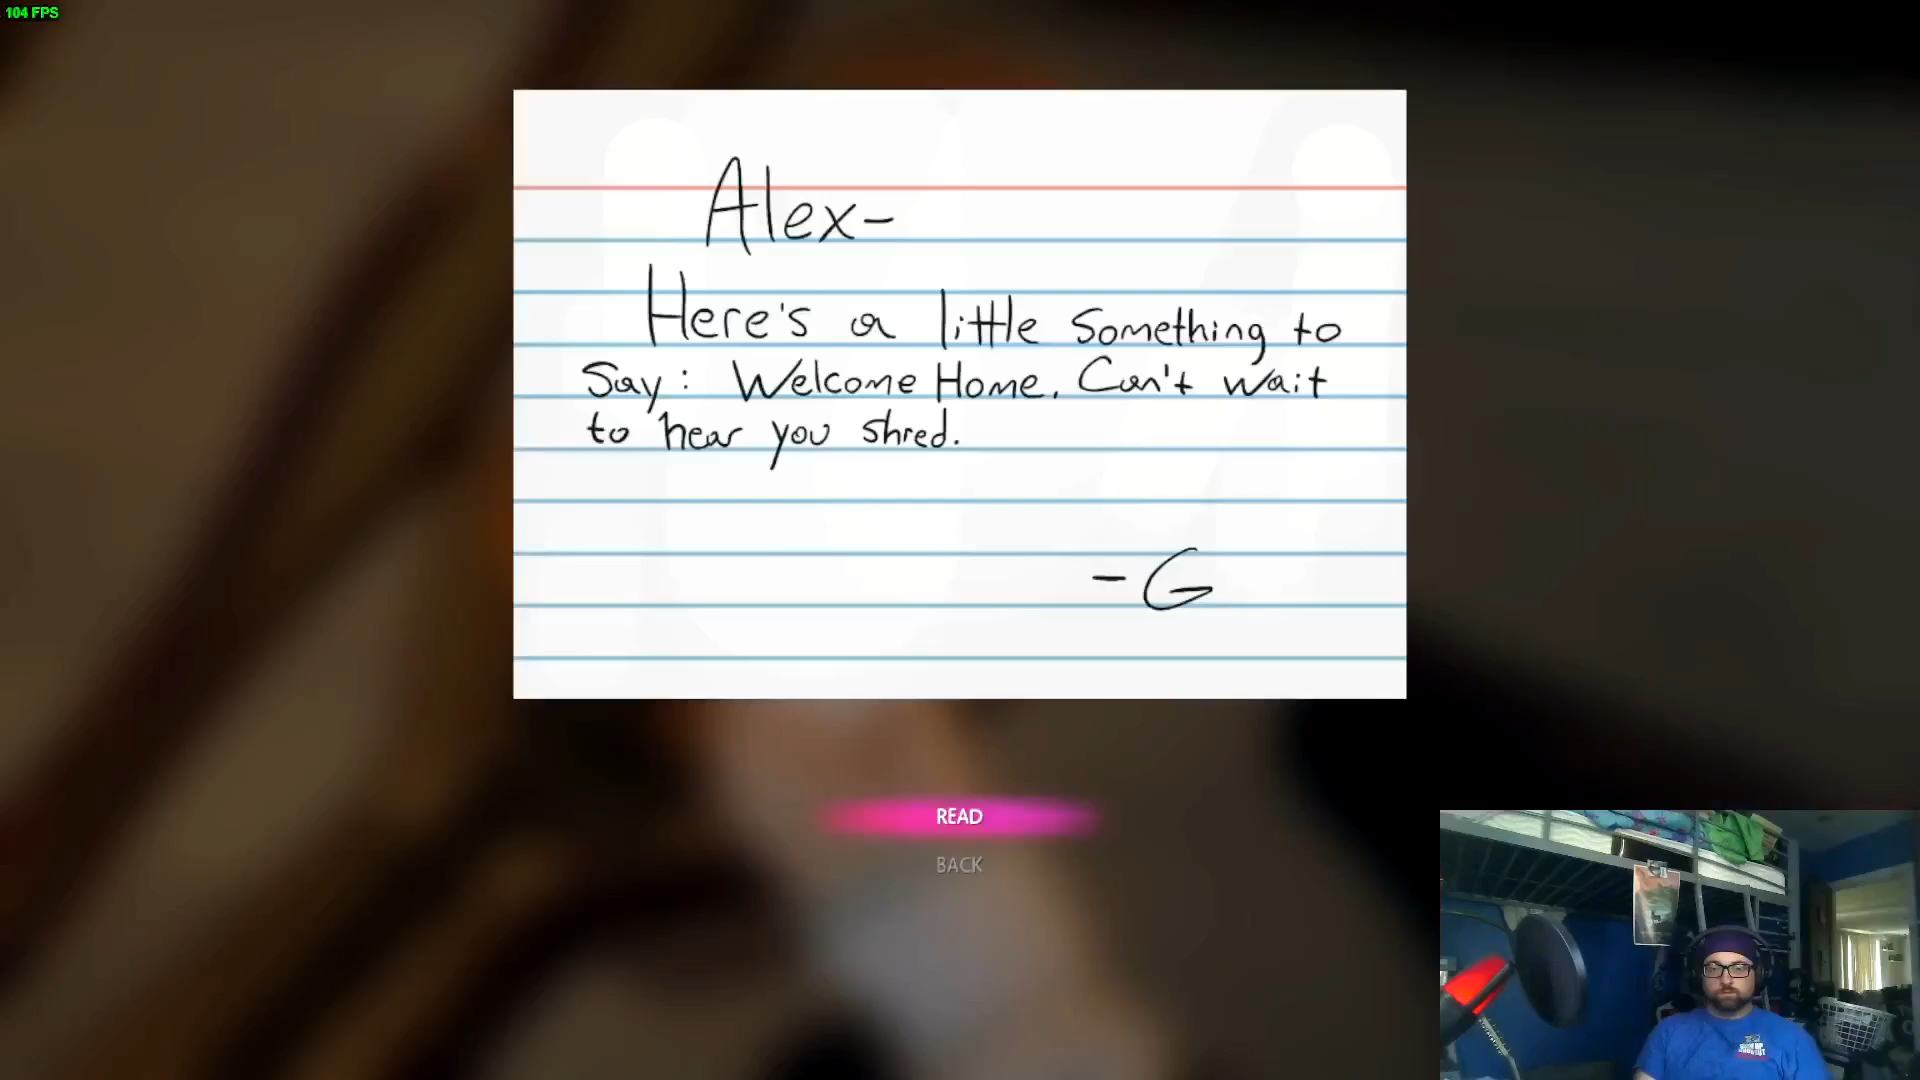 104 FPS
Alex-
Here's a little Something to
Say: Welcome Home. Can't wait
to hear you shred.
- G
READ
BACK